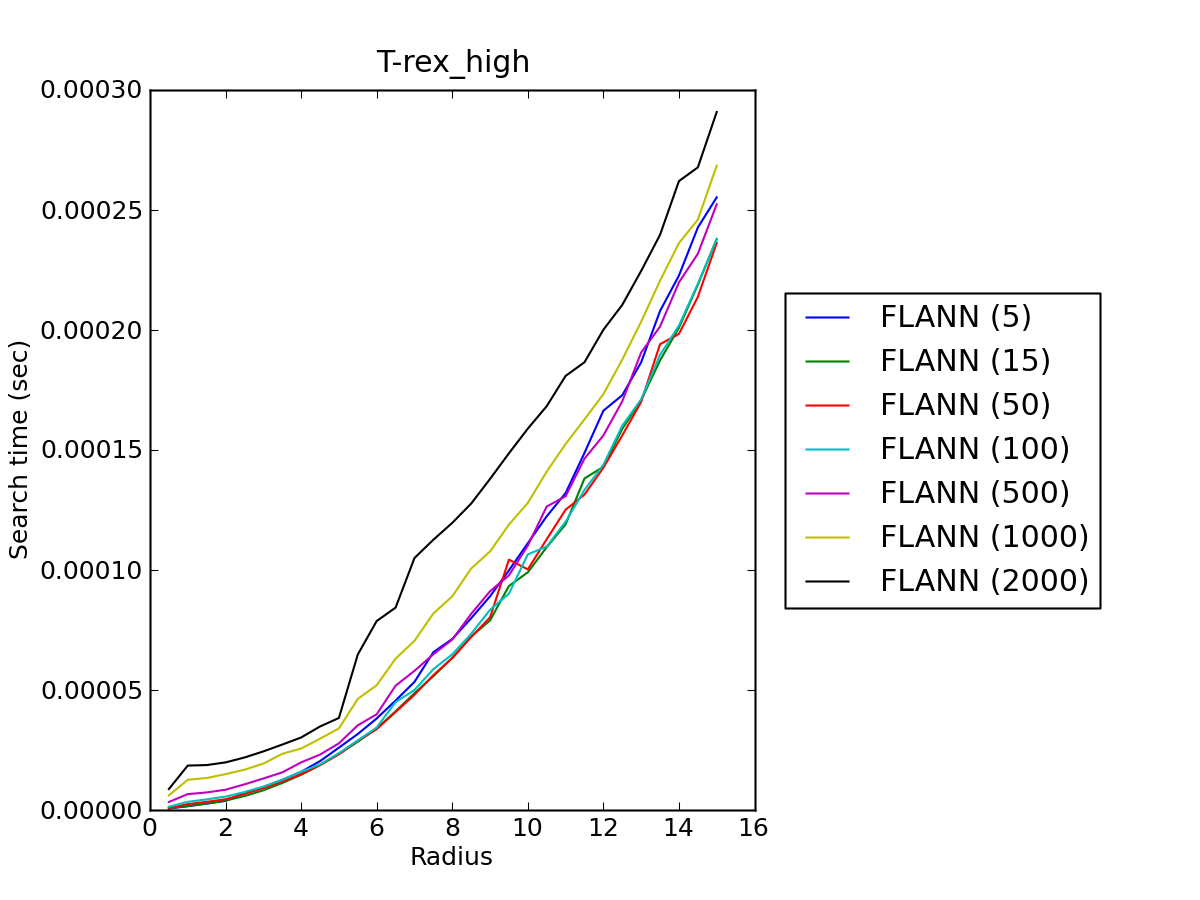 T-rex_high
0.00030
0.00025
0.00020
0.00015
0.00010
0.00005
0.00000
Search time (sec)
0 2 4 6 8 10 12 14 16
Radius
FLANN (5)
FLANN (15)
FLANN (50)
FLANN (100)
FLANN (500)
FLANN (1000)
FLANN (2000)